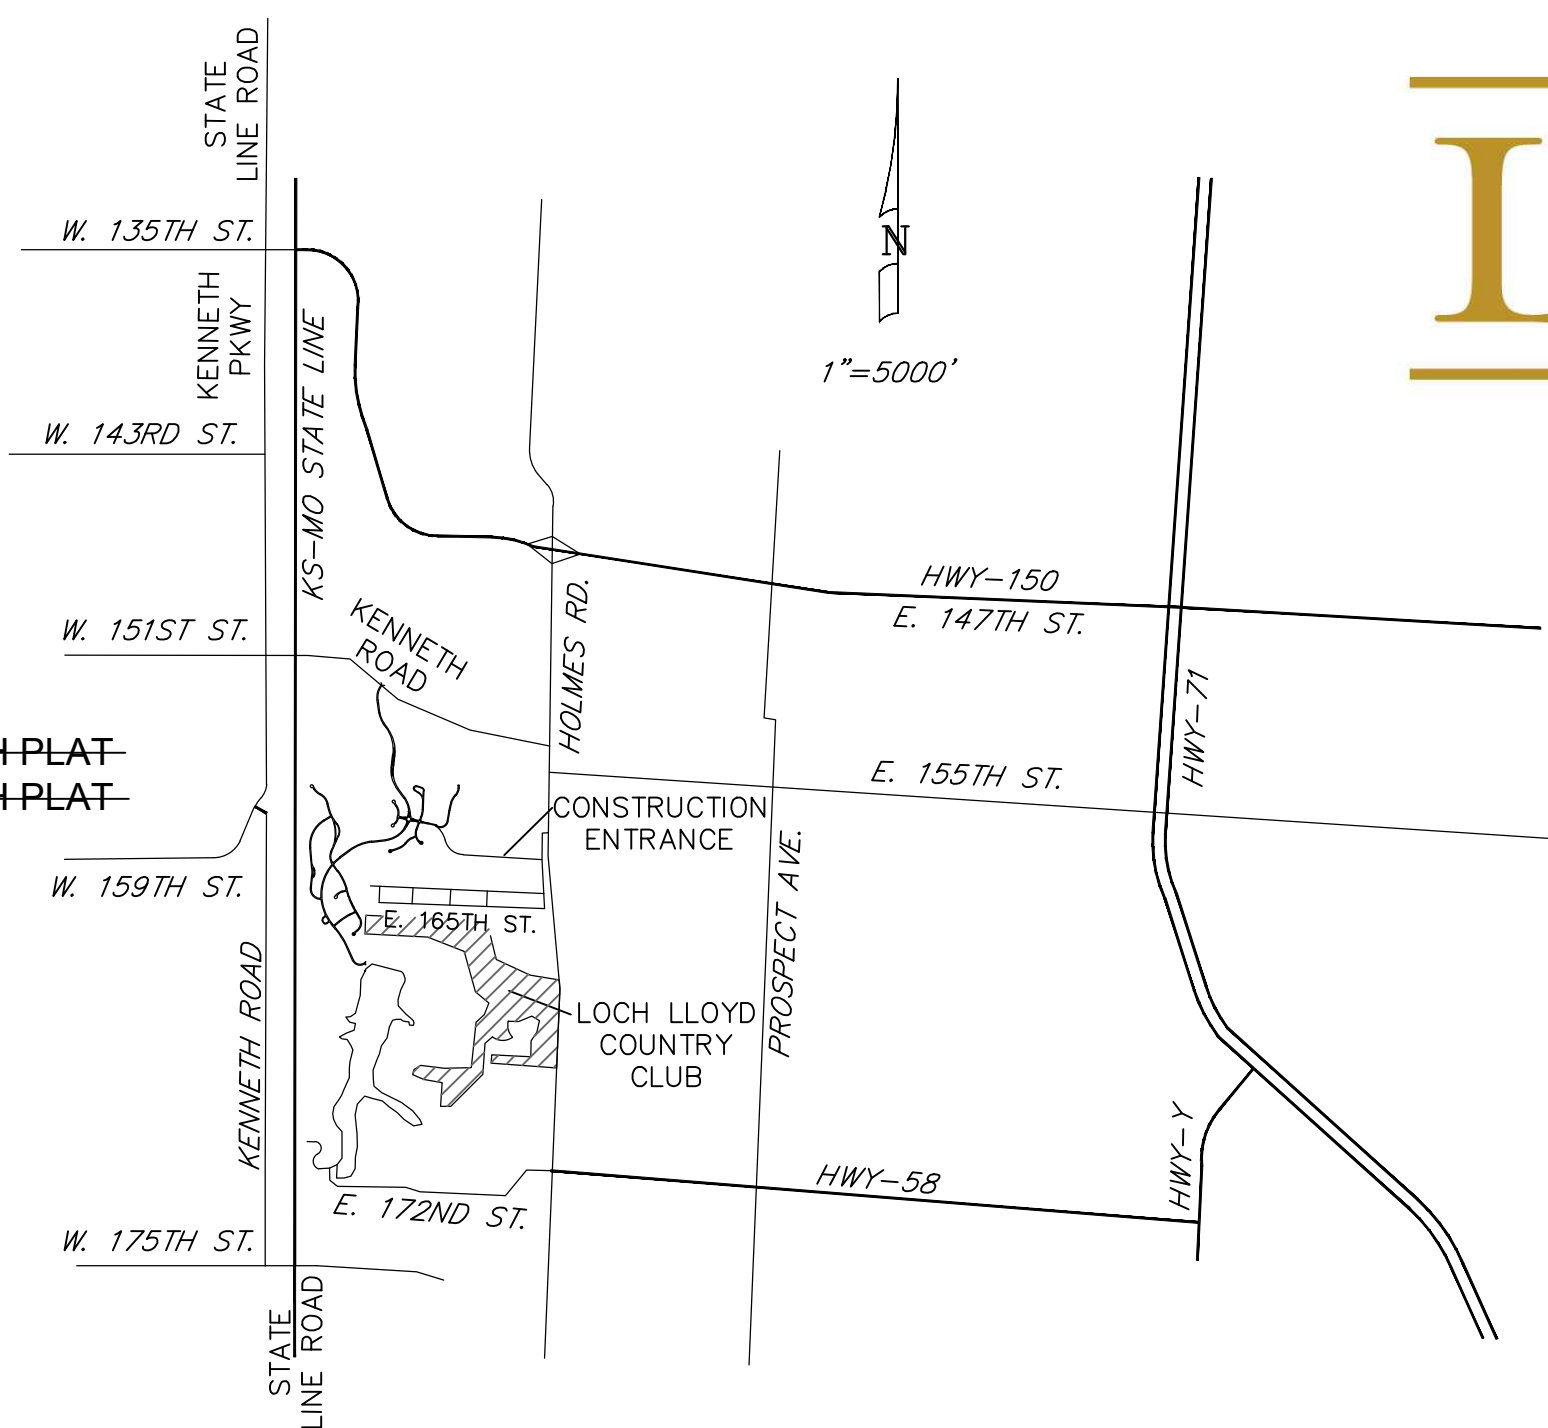 STATE
LINE ROAD
W. 135TH ST.
N
KENNETH
PKWY
KS-MO STATE LINE
1"=5000'
W. 143RD ST.
HWY-150
E. 147TH ST.
W. 151ST ST.
KENNETH
ROAD
HOLMES RD.
HWY-71
H PLAT
H PLAT
E. 155TH ST.
CONSTRUCTION
ENTRANCE
W. 159TH ST.
PROSPECT AVE.
E. 165TH ST.
KENNETH ROAD
LOCH LLOYD
COUNTRY
CLUB
HWY-Y
HWY-58
E. 172ND ST.
W. 175TH ST.
STATE
LINE ROAD